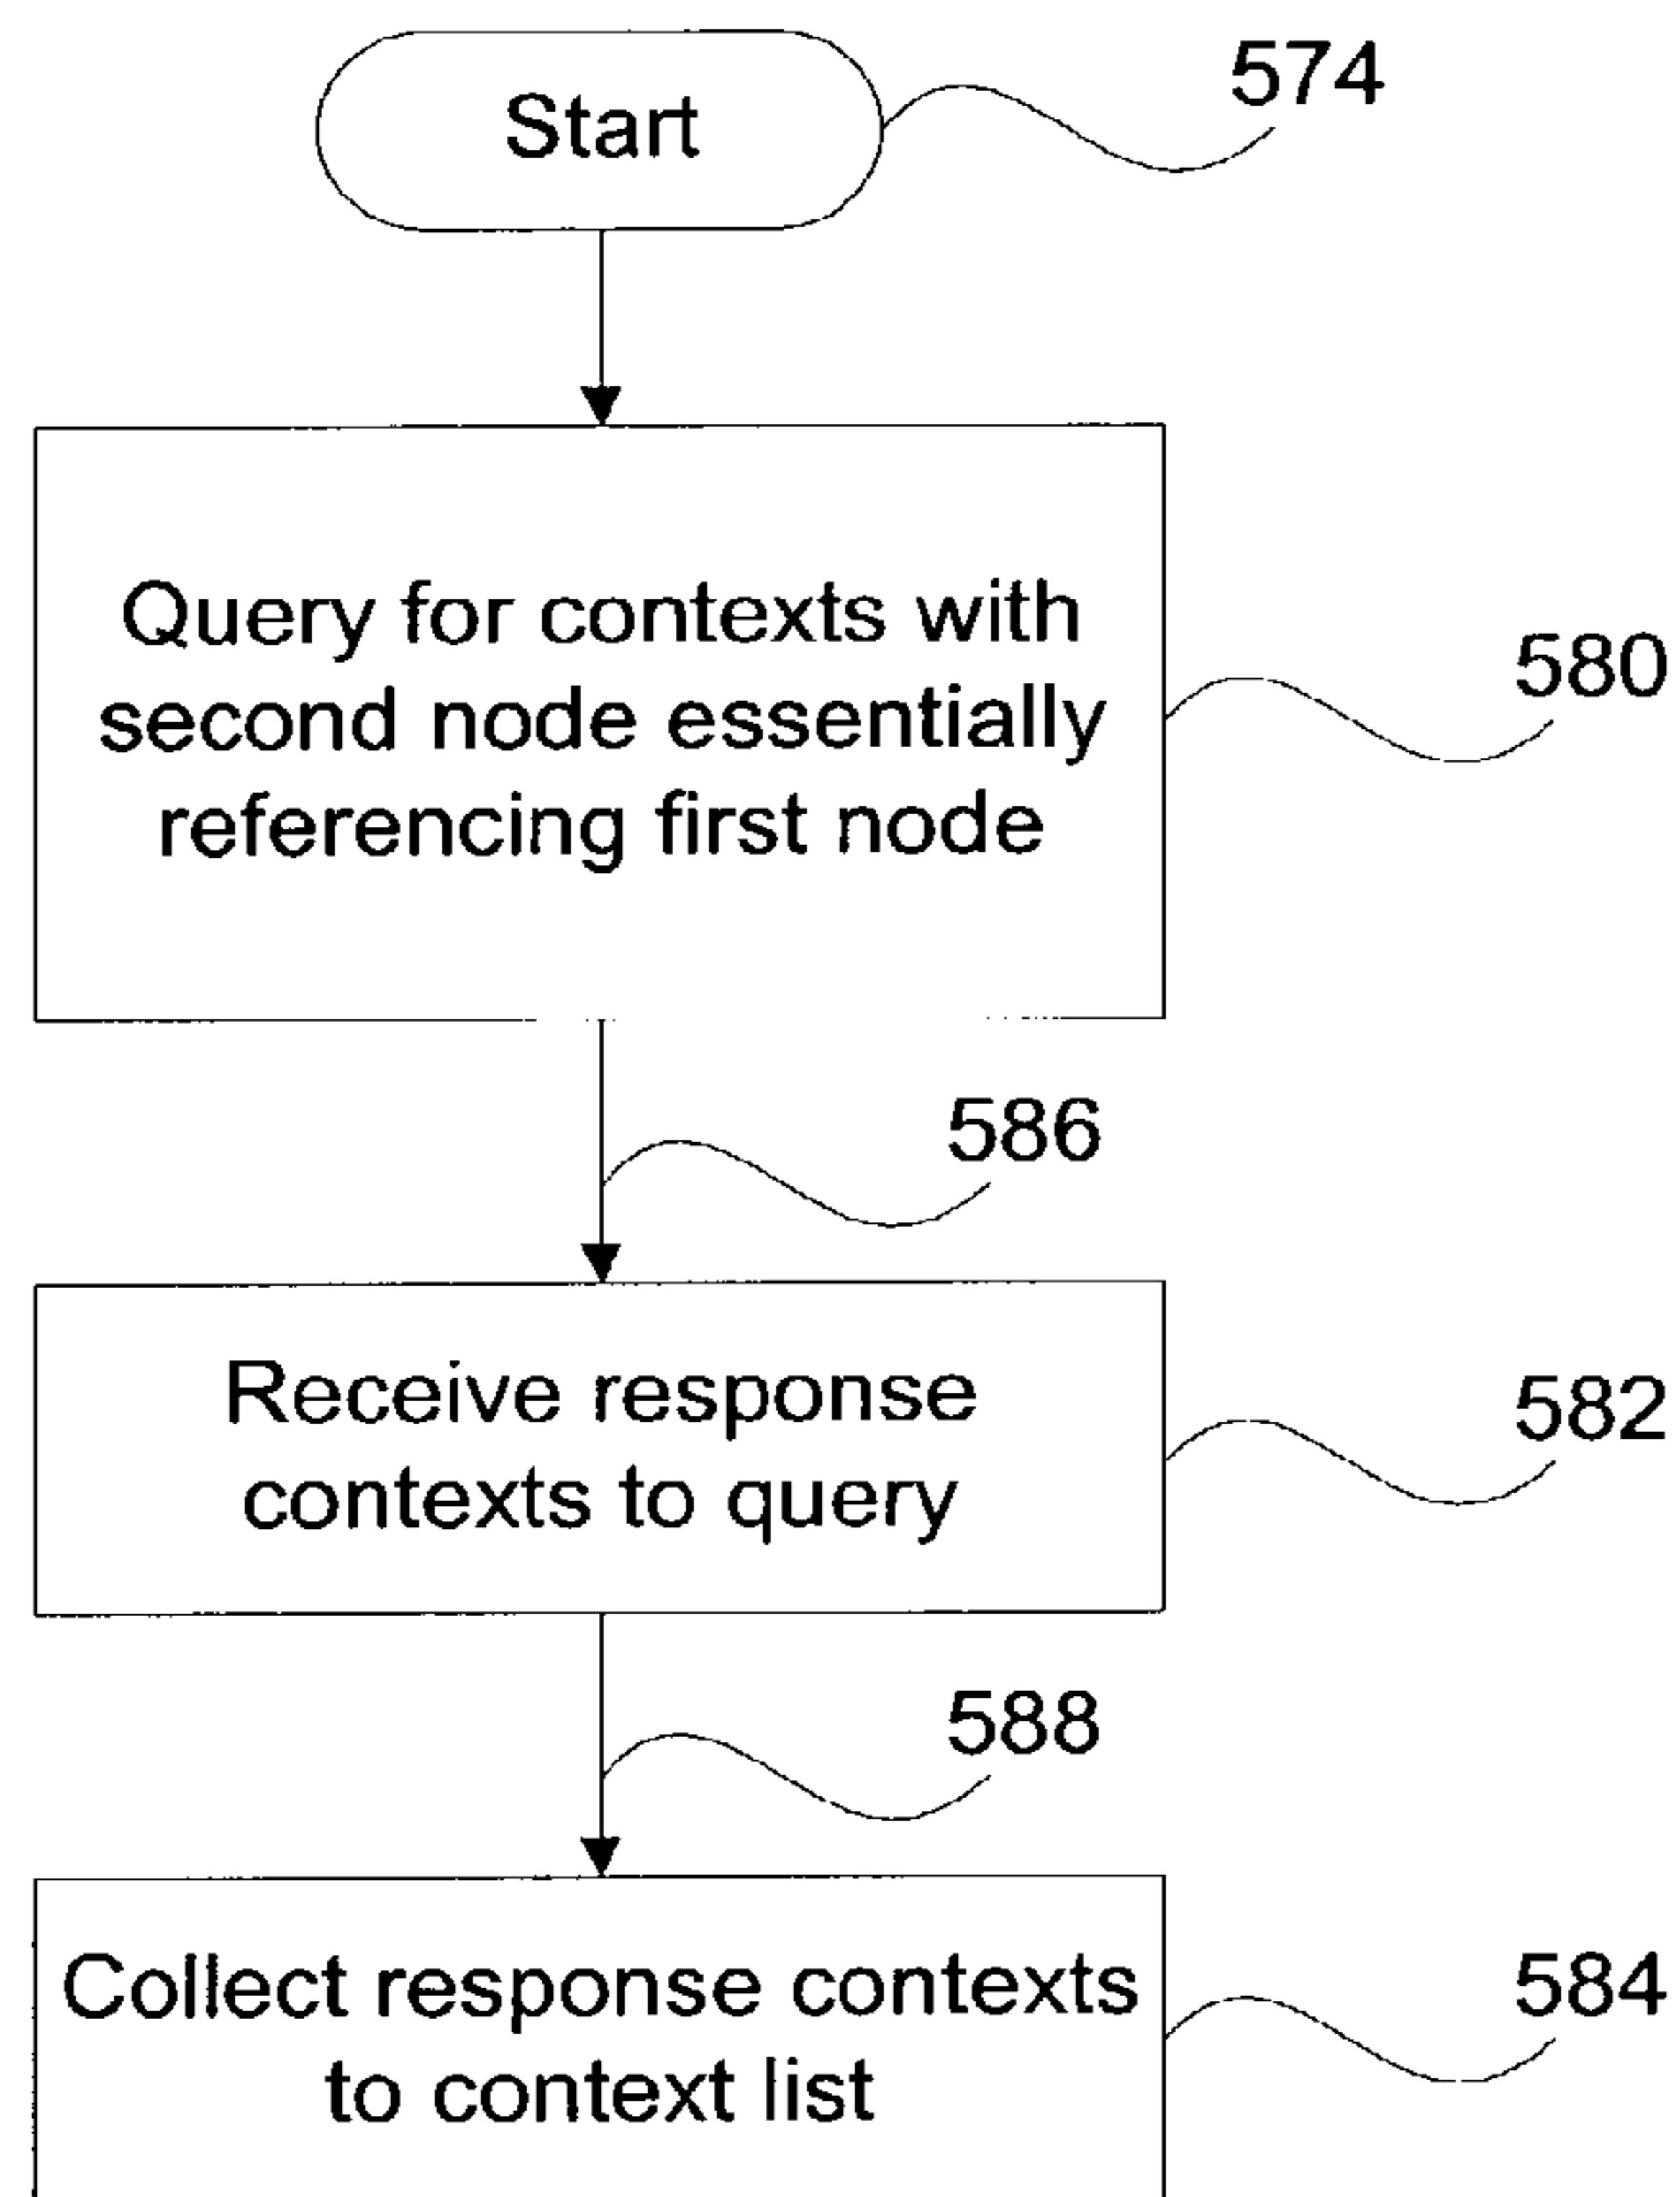 Start
574
Query for contexts with
second node essentially
referencing first node
580
586
Receive response
contexts to query
582
588
Collect response contexts
to context list
584